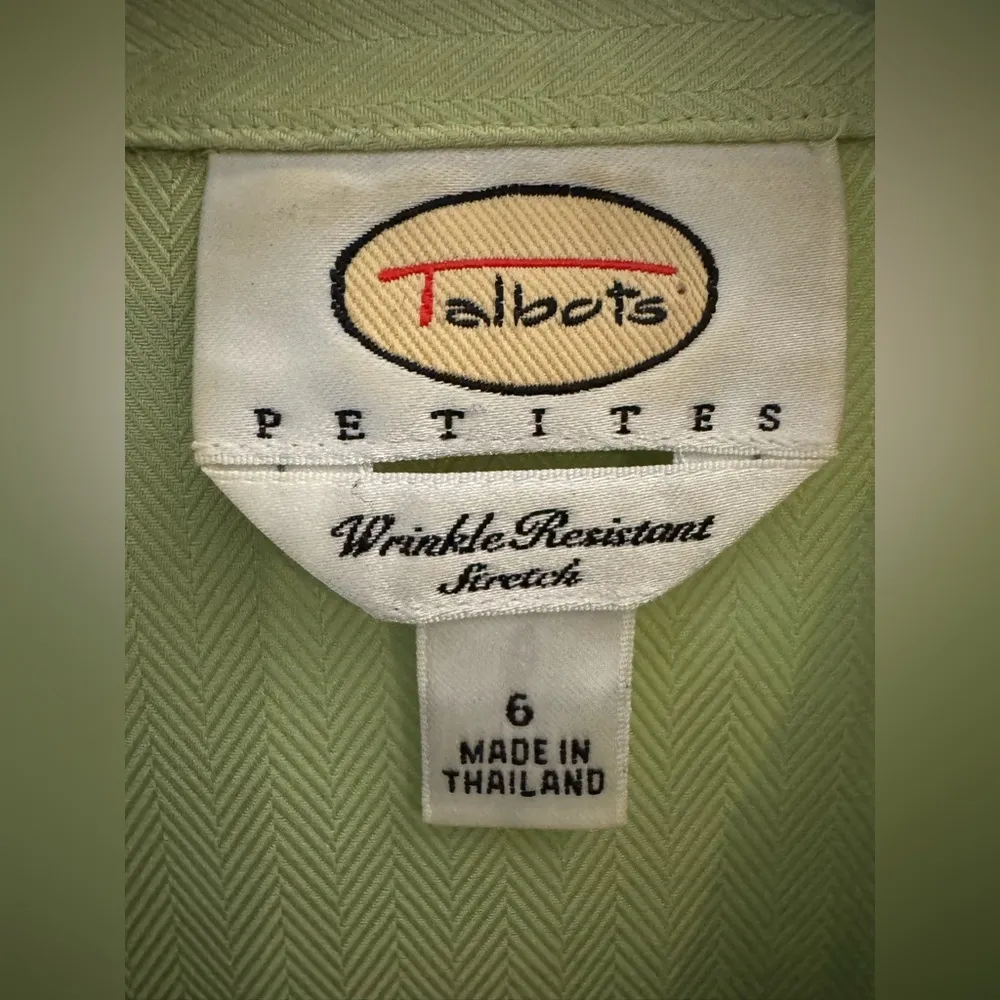 Talbots
PETITES
Wrinkle Resistant
Stretch
6
MADE IN
THAILAND